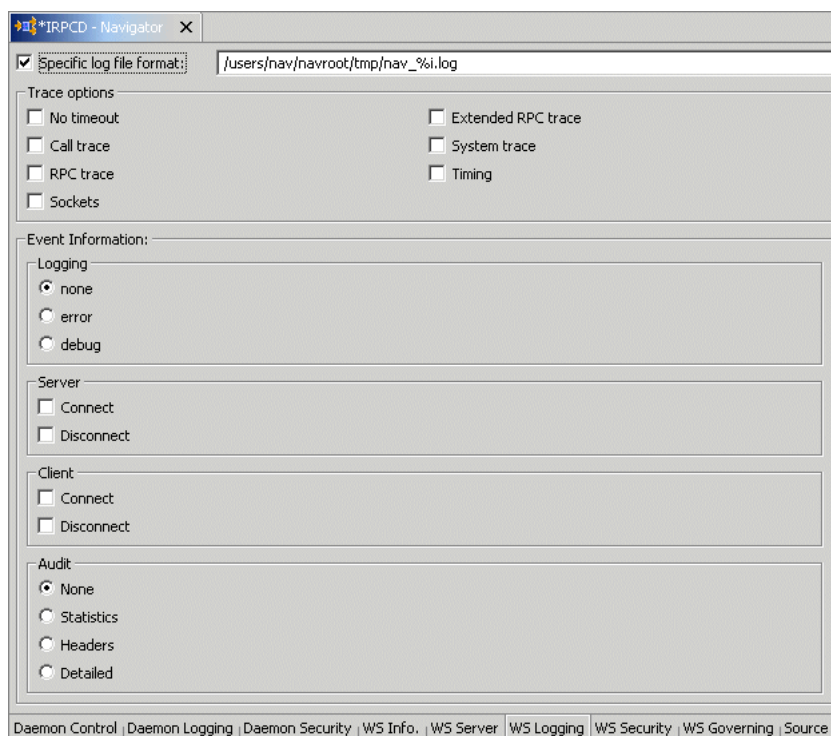 *IRPCD - Navigator X
Specific log file format: /users/nav/navroot/tmp/nav_%i.log
Trace options
No timeout Extended RPC trace
Call trace System trace
RPC trace Timing
Sockets
Event Information:
Logging
none
error
debug
Server
Connect
Disconnect
Client
Connect
Disconnect
Audit
None
Statistics
Headers
Detailed
Daemon Control Daemon Logging Daemon Security WS Info. WS Server WS Logging WS Security WS Governing Source